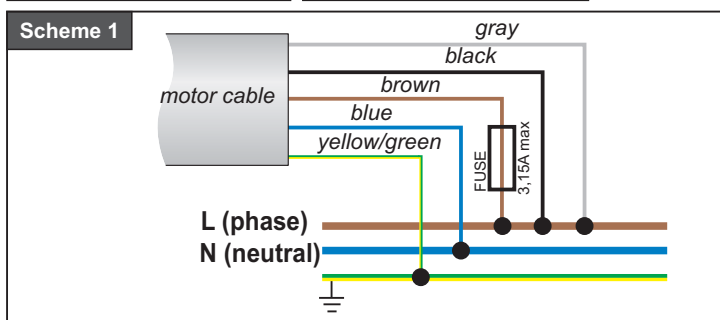 Scheme 1
gray
black
motor cable
brown
blue
yellow/green
FUSE
3,15A max
L (phase)
N (neutral)